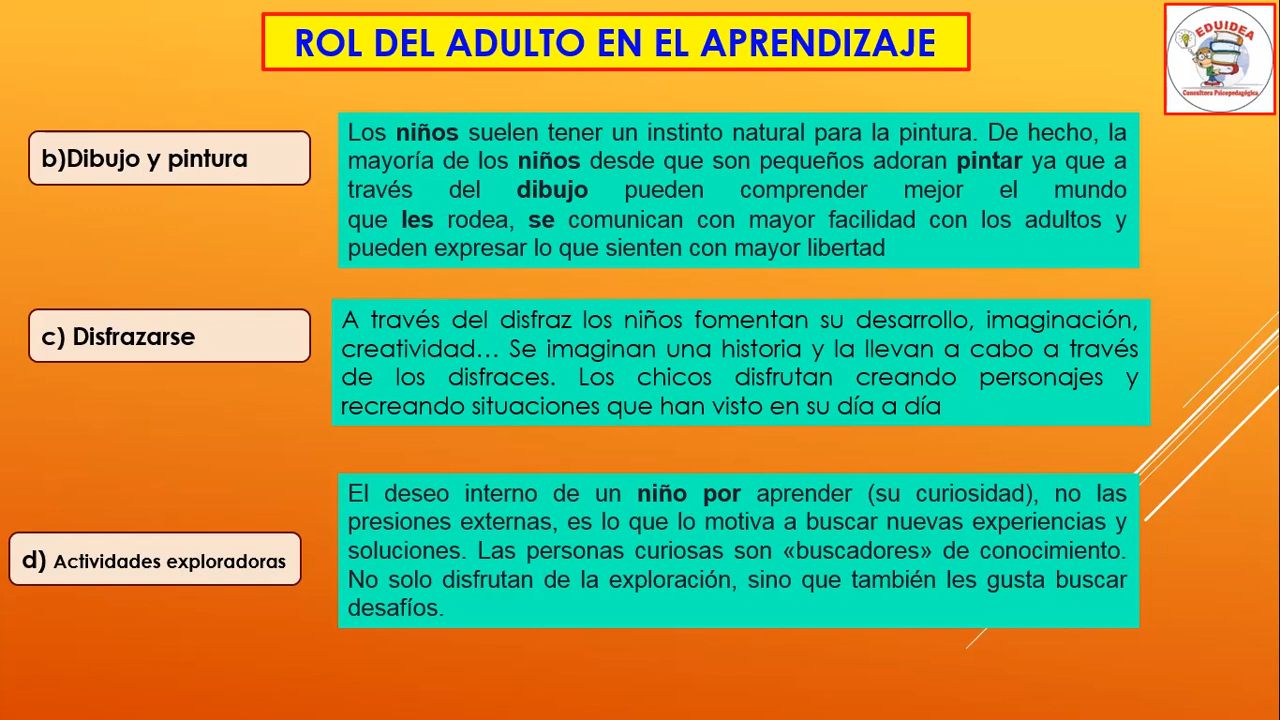 ROL DEL ADULTO EN EL APRENDIZAJE
EDUIDEA
Consultora Psicopedagógica
b)Dibujo y pintura
Los niños suelen tener un instinto natural para la pintura. De hecho, la
mayoría de los niños desde que son pequeños adoran pintar ya que a
través del dibujo pueden comprender mejor el mundo
que les rodea, se comunican con mayor facilidad con los adultos y
pueden expresar lo que sienten con mayor libertad
c) Disfrazarse
A través del disfraz los niños fomentan su desarrollo, imaginación,
creatividad… Se imaginan una historia y la llevan a cabo a través
de los disfraces. Los chicos disfrutan creando personajes y
recreando situaciones que han visto en su día a día
d) Actividades exploradoras
El deseo interno de un niño por aprender (su curiosidad), no las
presiones externas, es lo que lo motiva a buscar nuevas experiencias y
soluciones. Las personas curiosas son «buscadores» de conocimiento.
No solo disfrutan de la exploración, sino que también les gusta buscar
desafíos.